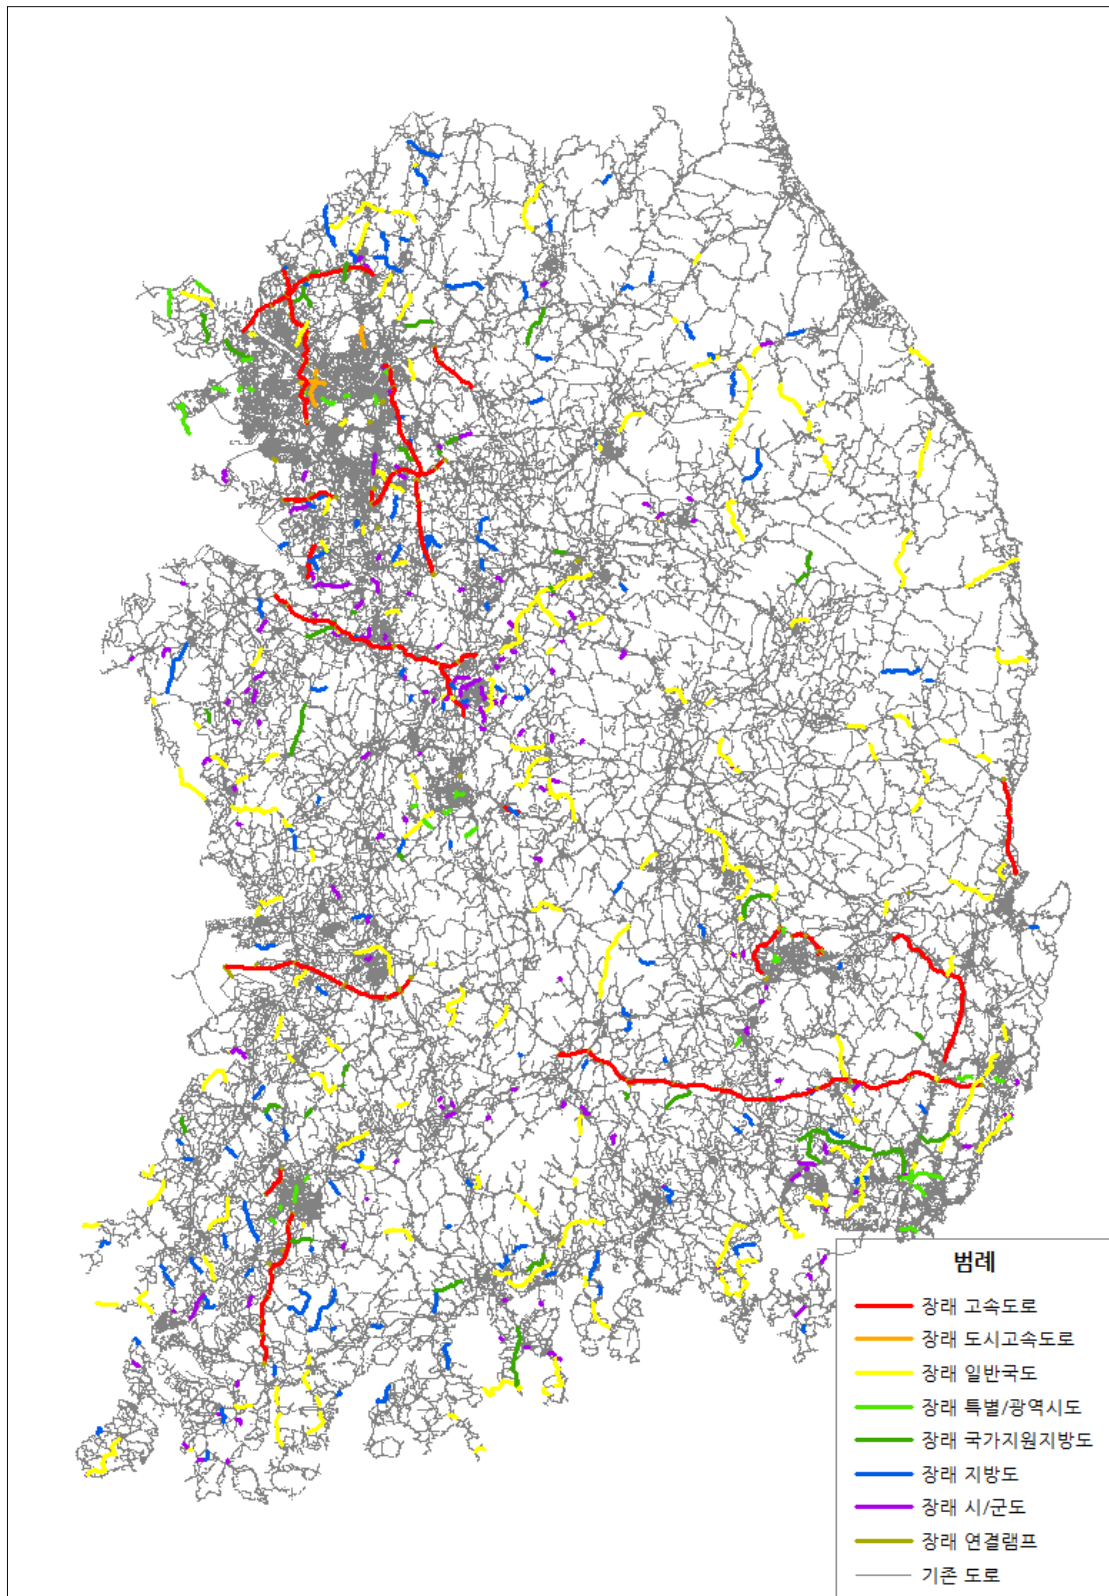 범례
장래 고속도로
장래 도시고속도로
장래 일반국도
장래 특별/광역시도
장래 국가지원지방도
장래 지방도
장래 시/군도
장래 연결램프
기존 도로